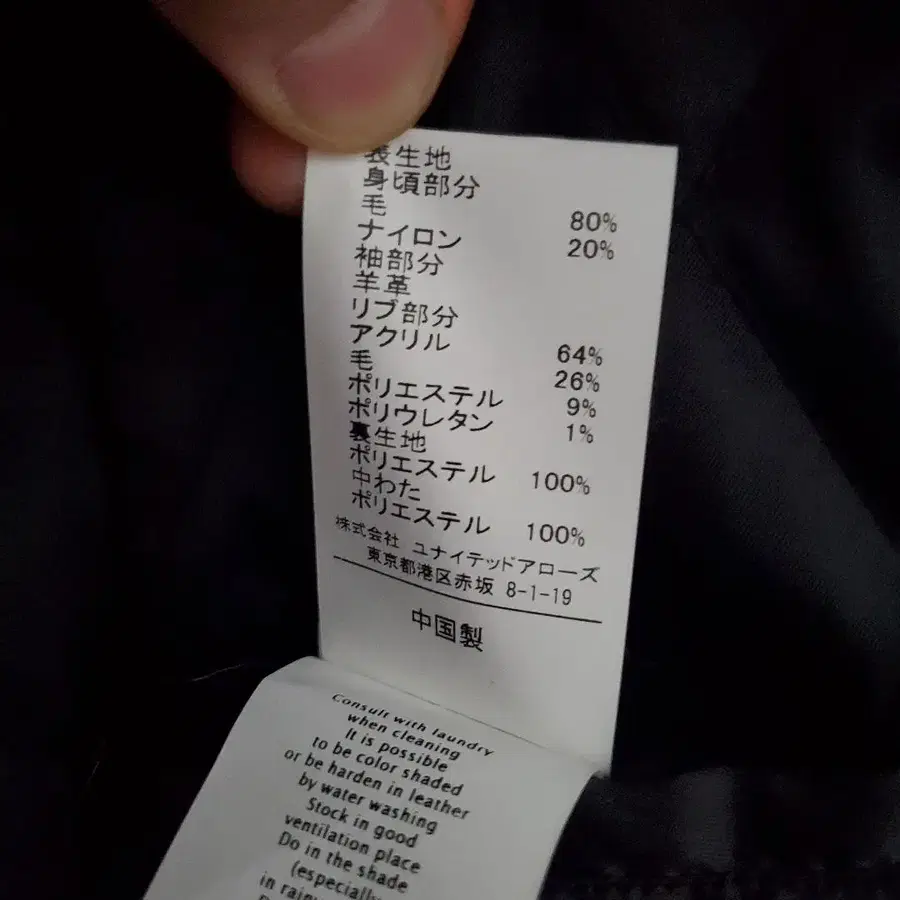 表生地
身頃部分
毛 80%
ナイロン 20%
袖部分
羊革
リブ部分
アクリル 64%
毛 26%
ポリエステル 9%
ポリウレタン 1%
裏生地
ポリエステル 100%
中わた
ポリエステル 100%
株式会社 ユナイテッドアローズ
東京都港区赤坂 8-1-19
中国製
Consult with laundry
when cleaning
It is possible
to be color shaded
or be harden in leather
by water washing
Stock in good
ventilation place
Do in the shade
(especially
in rainy